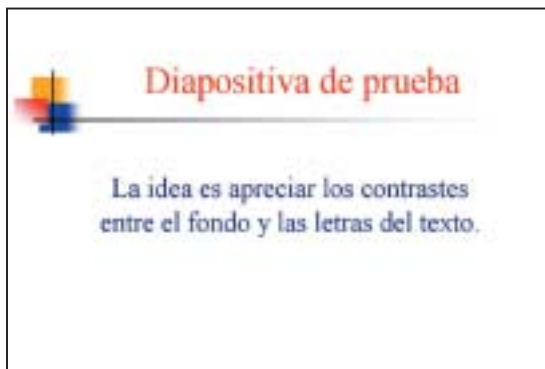 Diapositiva de prueba
La idea es apreciar los contrastes
entre el fondo y las letras del texto.